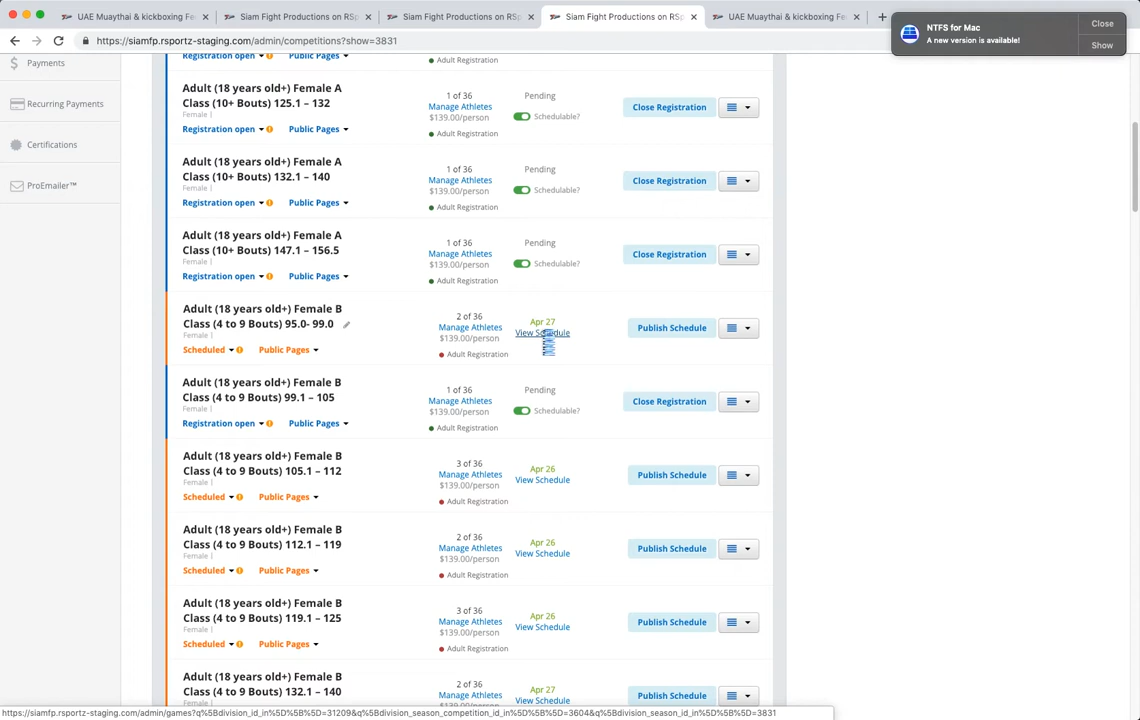 UAE Muaythai & kickboxing Fe
Siam Fight Productions on RSp
Siam Fight Productions on RSp
Siam Fight Productions on RSp
UAE Muaythai & kickboxing Fe
https://siamfp.rsportz-staging.com/admin/competitions?show=3831
NTFS for Mac
A new version is available!
Close
Show
Payments
Recurring Payments
Certifications
ProEmailer™
Registration open
Public Pages
Adult Registration
Adult (18 years old+) Female A
Class (10+ Bouts) 125.1 – 132
Female |
Registration open
Public Pages
1 of 36
Manage Athletes
$139.00/person
Adult Registration
Pending
Schedulable?
Close Registration
Adult (18 years old+) Female A
Class (10+ Bouts) 132.1 – 140
Female |
Registration open
Public Pages
1 of 36
Manage Athletes
$139.00/person
Adult Registration
Pending
Schedulable?
Close Registration
Adult (18 years old+) Female A
Class (10+ Bouts) 147.1 – 156.5
Female |
Registration open
Public Pages
1 of 36
Manage Athletes
$139.00/person
Adult Registration
Pending
Schedulable?
Close Registration
Adult (18 years old+) Female B
Class (4 to 9 Bouts) 95.0- 99.0
Female |
Scheduled
Public Pages
2 of 36
Manage Athletes
$139.00/person
Adult Registration
Apr 27
View Schedule
Publish Schedule
Adult (18 years old+) Female B
Class (4 to 9 Bouts) 99.1 – 105
Female |
Registration open
Public Pages
1 of 36
Manage Athletes
$139.00/person
Adult Registration
Pending
Schedulable?
Close Registration
Adult (18 years old+) Female B
Class (4 to 9 Bouts) 105.1 – 112
Female |
Scheduled
Public Pages
3 of 36
Manage Athletes
$139.00/person
Adult Registration
Apr 26
View Schedule
Publish Schedule
Adult (18 years old+) Female B
Class (4 to 9 Bouts) 112.1 – 119
Female |
Scheduled
Public Pages
2 of 36
Manage Athletes
$139.00/person
Adult Registration
Apr 26
View Schedule
Publish Schedule
Adult (18 years old+) Female B
Class (4 to 9 Bouts) 119.1 – 125
Female |
Scheduled
Public Pages
3 of 36
Manage Athletes
$139.00/person
Adult Registration
Apr 26
View Schedule
Publish Schedule
Adult (18 years old+) Female B
Class (4 to 9 Bouts) 132.1 – 140
2 of 36
Manage Athletes
Apr 27
View Schedule
Publish Schedule
https://siamfp.rsportz-staging.com/admin/games?q%5Bdivision_id_in%5D%5B%5D=31209&q%5Bdivision_season_competition_id_in%5D%5B%5D=3604&q%5Bdivision_season_id_in%5D%5B%5D=3831